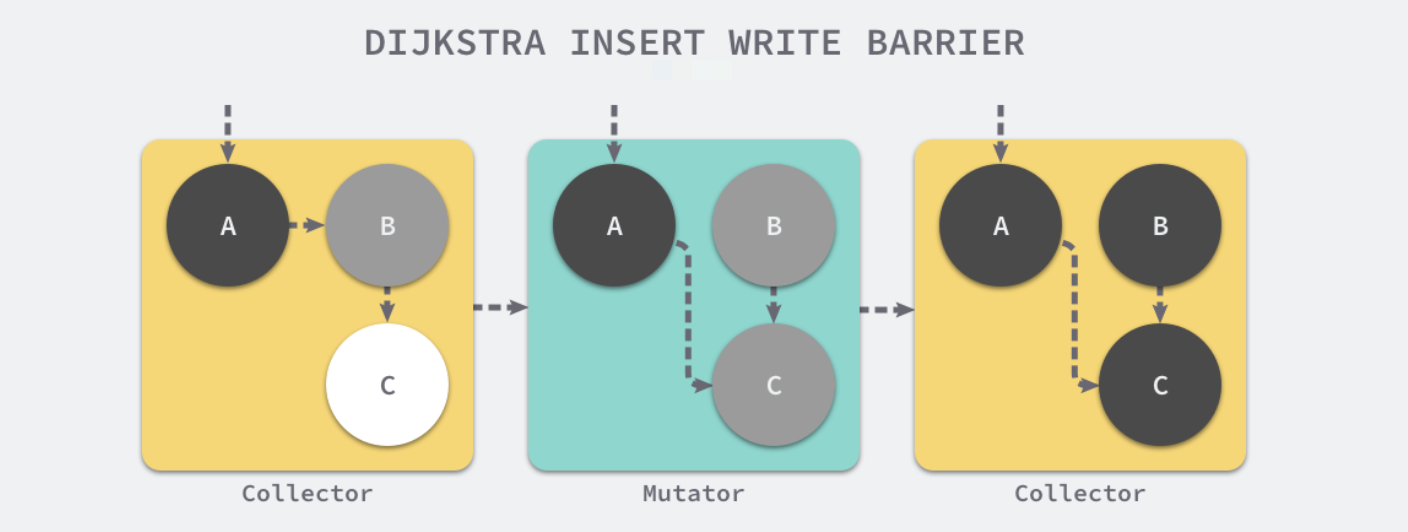 DIJKSTRA INSERT WRITE BARRIER
A B
A B
A B
C
C
C
Collector
Mutator
Collector